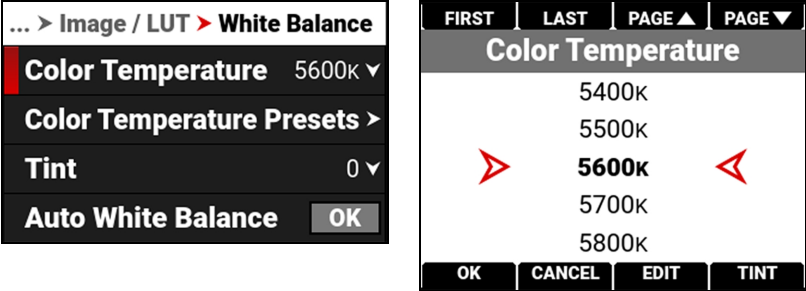 ... > Image / LUT > White Balance
Color Temperature 5600K
Color Temperature Presets >
Tint 0
Auto White Balance OK
FIRST LAST PAGE▲ PAGE▼
Color Temperature
5400K
5500K
5600K
5700K
5800K
OK CANCEL EDIT TINT